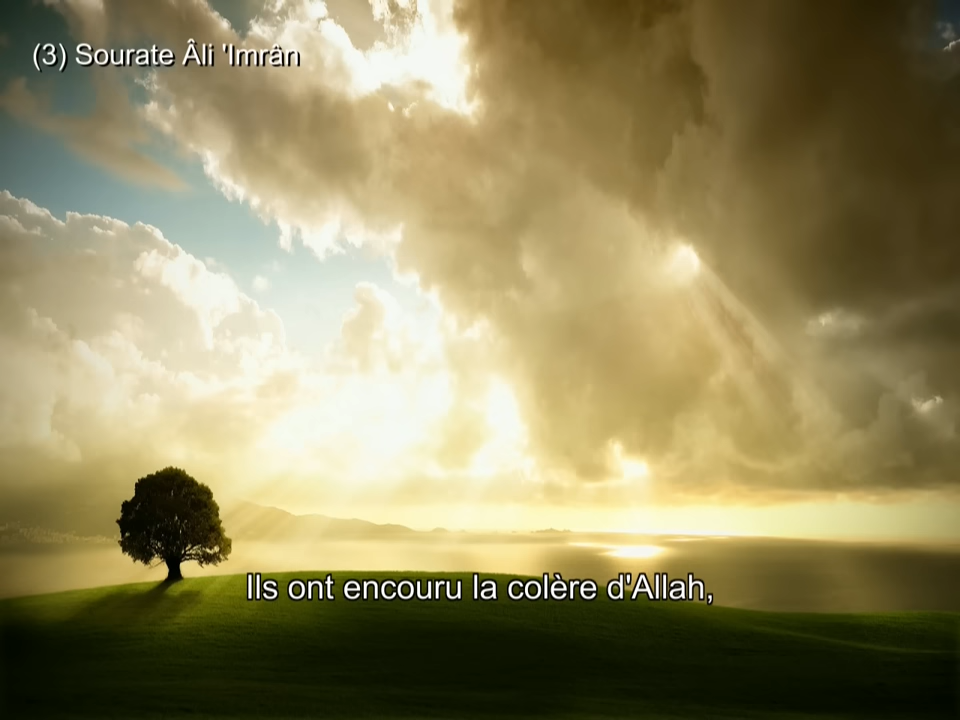 (3) Sourate Âli 'Imrân
Ils ont encouru la colère d'Allah,